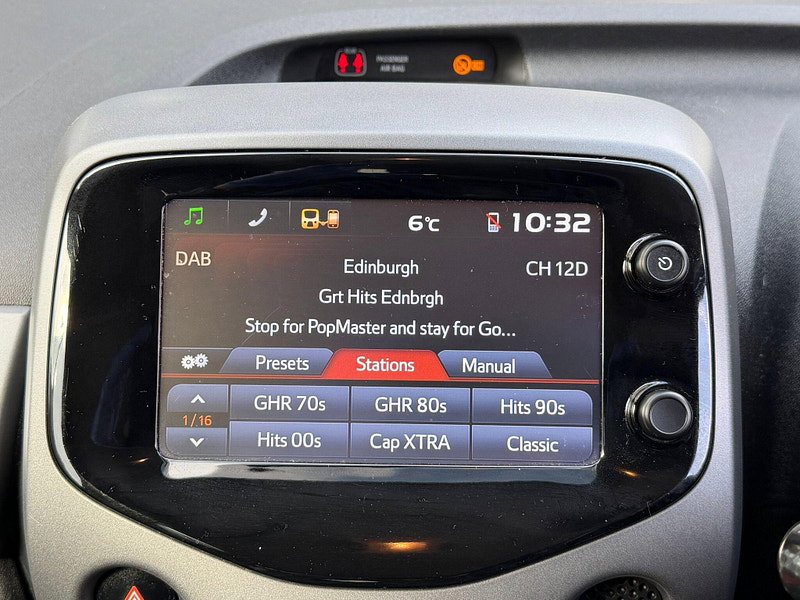 PASSENGER
AIR BAG
6°C 10:32
DAB
Edinburgh
CH 12D
Grt Hits Ednbrgh
Stop for PopMaster and stay for Go...
Presets Stations Manual
GHR 70s GHR 80s Hits 90s
1/16
Hits 00s Cap XTRA Classic